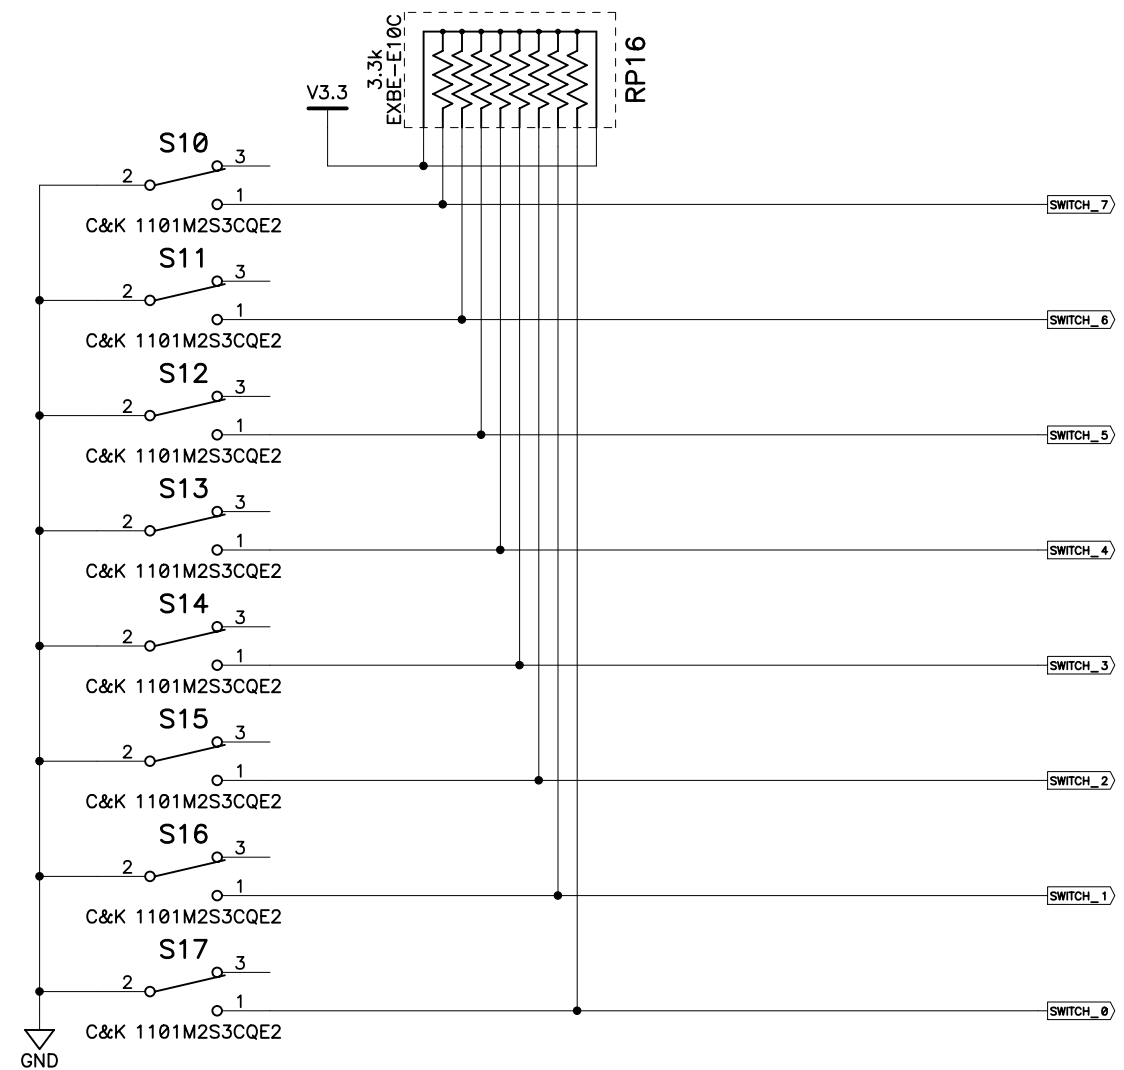 3.3k
EXBE-E10C
RP16
V3.3
S10
3
2
1
SWITCH_7
C&K 1101M2S3CQE2
S11
3
2
1
SWITCH_6
C&K 1101M2S3CQE2
S12
3
2
1
SWITCH_5
C&K 1101M2S3CQE2
S13
3
2
1
SWITCH_4
C&K 1101M2S3CQE2
S14
3
2
1
SWITCH_3
C&K 1101M2S3CQE2
S15
3
2
1
SWITCH_2
C&K 1101M2S3CQE2
S16
3
2
1
SWITCH_1
C&K 1101M2S3CQE2
S17
3
2
1
SWITCH_0
C&K 1101M2S3CQE2
GND